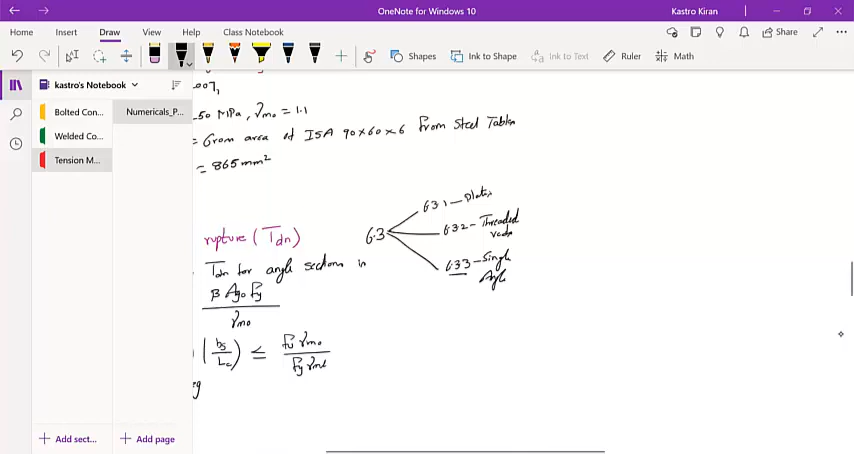 OneNote for Windows 10
Kastro Kiran
Home
Insert
Draw
View
Help
Class Notebook
Share
Shapes
Ink to Shape
Ink to Text
Ruler
Math
kastro's Notebook
Bolted Con...
Welded Co...
Tension M...
Numericals_P...
007,
50 MPa, γmo = 1.1
= Gross area of ISA 90×60×6 from Steel Tables
= 865 mm²
6.3
6.3.1 – Plates
6.3.2 – Threaded
6.3.3 – Single
Angle
rupture (Tdn)
Tdn for angle sections is
β Ago fy
γmo
(bs/Lc) ≤ fu γmo / fy γml
+ Add sect...
+ Add page